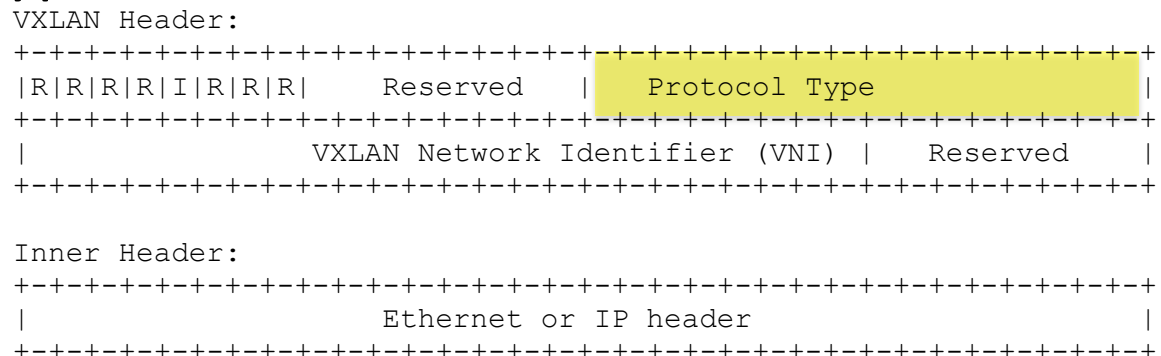 VXLAN Header:
+-+-+-+-+-+-+-+-+-+-+-+-+-+-+-+-+-+-+-+-+-+-+-+-+-+-+-+-+-+-+-+-+
|R|R|R|R|I|R|R|R|    Reserved   |   Protocol Type               |
+-+-+-+-+-+-+-+-+-+-+-+-+-+-+-+-+-+-+-+-+-+-+-+-+-+-+-+-+-+-+-+-+
|                VXLAN Network Identifier (VNI) |   Reserved    |
+-+-+-+-+-+-+-+-+-+-+-+-+-+-+-+-+-+-+-+-+-+-+-+-+-+-+-+-+-+-+-+-+
Inner Header:
+-+-+-+-+-+-+-+-+-+-+-+-+-+-+-+-+-+-+-+-+-+-+-+-+-+-+-+-+-+-+-+-+
|                    Ethernet or IP header                      |
+-+-+-+-+-+-+-+-+-+-+-+-+-+-+-+-+-+-+-+-+-+-+-+-+-+-+-+-+-+-+-+-+